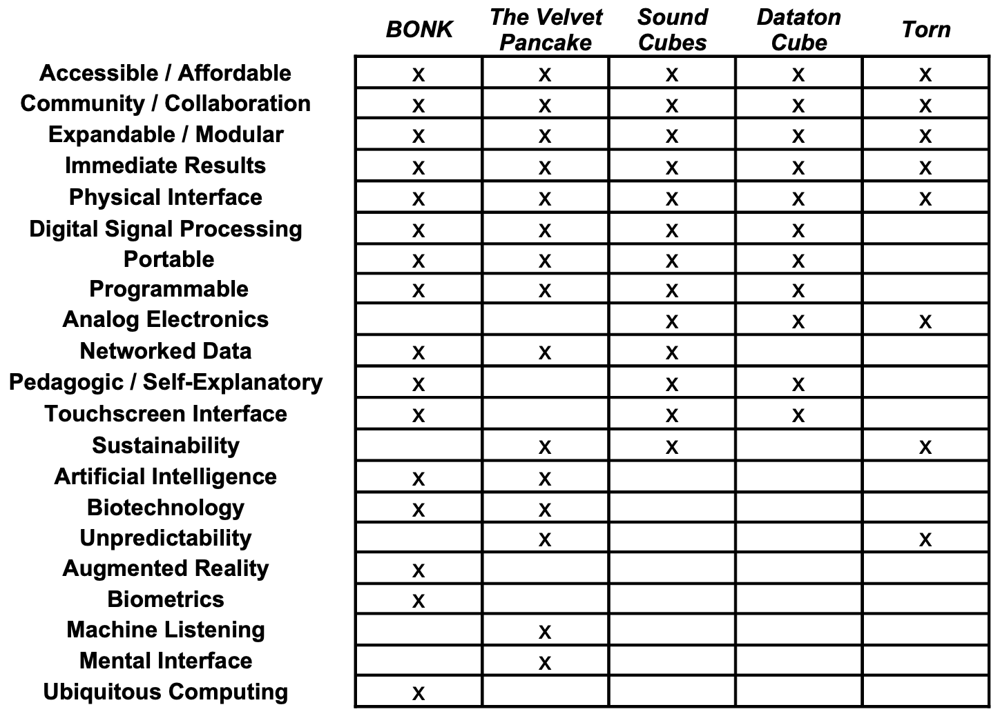 BONK The Velvet Pancake Sound Cubes Dataton Cube Torn
Accessible / Affordable X X X X X
Community / Collaboration X X X X X
Expandable / Modular X X X X X
Immediate Results X X X X X
Physical Interface X X X X X
Digital Signal Processing X X X X
Portable X X X X
Programmable X X X X
Analog Electronics X X X
Networked Data X X X
Pedagogic / Self-Explanatory X X X
Touchscreen Interface X X X
Sustainability X X X
Artificial Intelligence X X
Biotechnology X X
Unpredictability X X
Augmented Reality X
Biometrics X
Machine Listening X
Mental Interface X
Ubiquitous Computing X